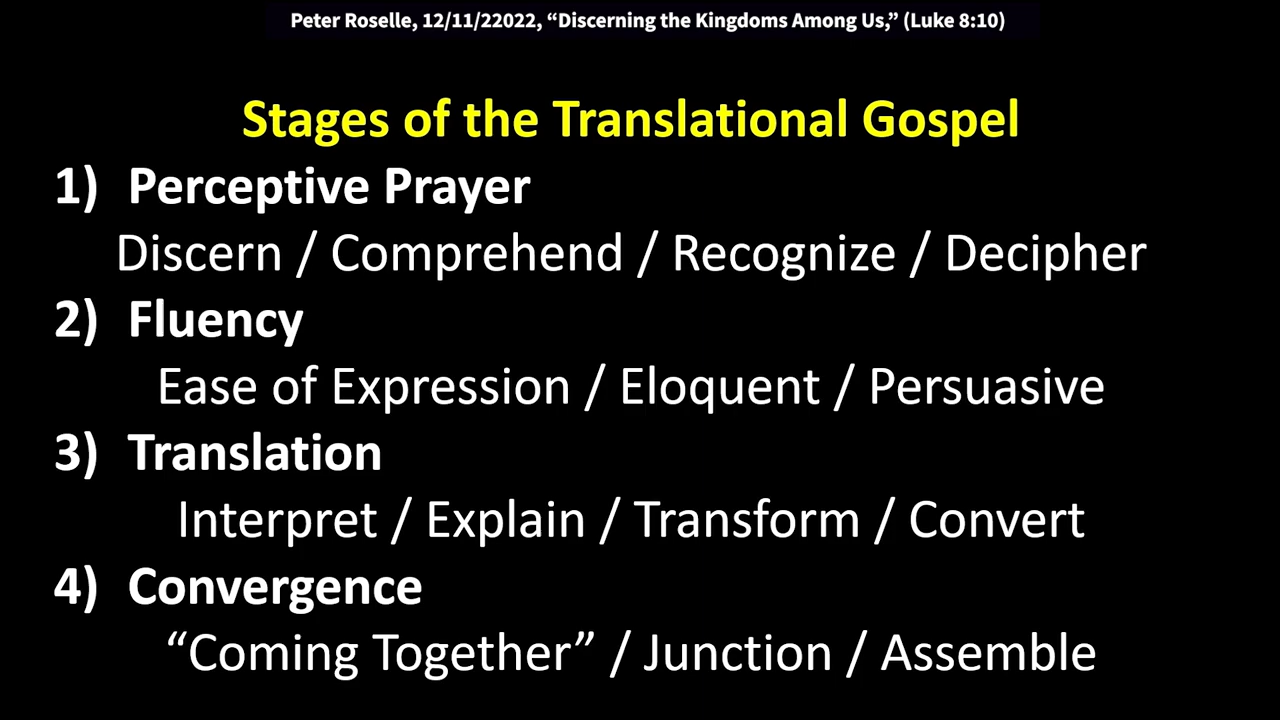 Peter Roselle, 12/11/22022, “Discerning the Kingdoms Among Us,” (Luke 8:10)
Stages of the Translational Gospel
1) Perceptive Prayer
Discern / Comprehend / Recognize / Decipher
2) Fluency
Ease of Expression / Eloquent / Persuasive
3) Translation
Interpret / Explain / Transform / Convert
4) Convergence
“Coming Together” / Junction / Assemble